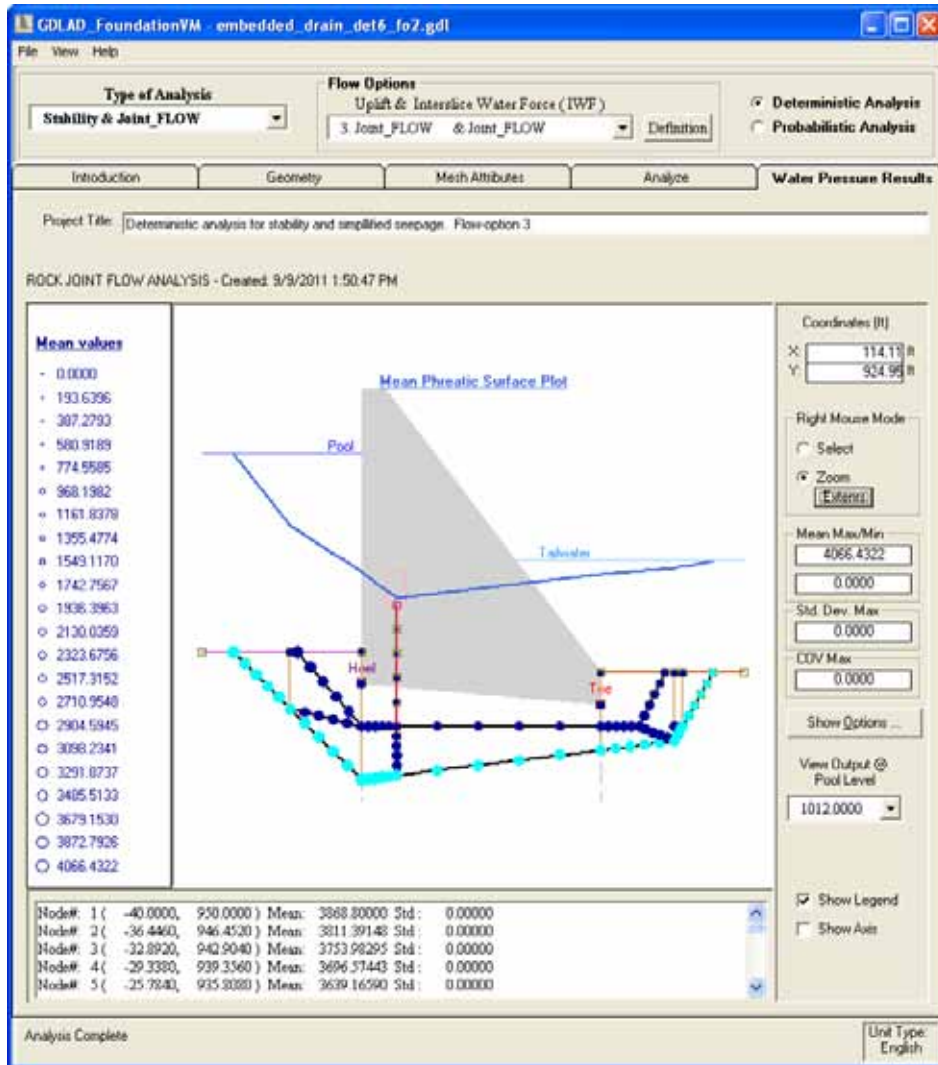 GDLAD_FoundationVM - embedded_drain_det6_fo2.gdl
File View Help
Type of Analysis
Stability & Joint_FLOW
Flow Options
Uplift & Interslice Water Force ( IWF )
3. Joint_FLOW & Joint_FLOW
Definition
Deterministic Analysis
Probabilistic Analysis
Introduction
Geometry
Mesh Attributes
Analyze
Water Pressure Results
Project Title: Deterministic analysis for stability and simplified seepage. Flow-option 3
ROCK JOINT FLOW ANALYSIS - Created: 9/9/2011 1:50:47 PM
Mean values
0.0000
193.6396
387.2793
580.9189
774.5585
968.1982
1161.8378
1355.4774
1549.1170
1742.7567
1936.3963
2130.0359
2323.6756
2517.3152
2710.9548
2904.5945
3098.2341
3291.8737
3485.5133
3679.1530
3872.7926
4066.4322
Mean Phreatic Surface Plot
Pool
Tailwater
Heel
Toe
Coordinates (ft)
X: 114.11 ft
Y: 924.95 ft
Right Mouse Mode
Select
Zoom
Extents
Mean Max/Min
4066.4322
0.0000
Std. Dev. Max
0.0000
COV Max
0.0000
Show Options ...
View Output @
Pool Level
1012.0000
Show Legend
Show Axis
Node#: 1 ( -40.0000, 950.0000 ) Mean: 3868.80000 Std : 0.00000
Node#: 2 ( -36.4460, 946.4520 ) Mean: 3811.39148 Std : 0.00000
Node#: 3 ( -32.8920, 942.9040 ) Mean: 3753.98295 Std : 0.00000
Node#: 4 ( -29.3380, 939.3560 ) Mean: 3696.57443 Std : 0.00000
Node#: 5 ( -25.7840, 935.8080 ) Mean: 3639.16590 Std : 0.00000
Analysis Complete
Unit Type:
English